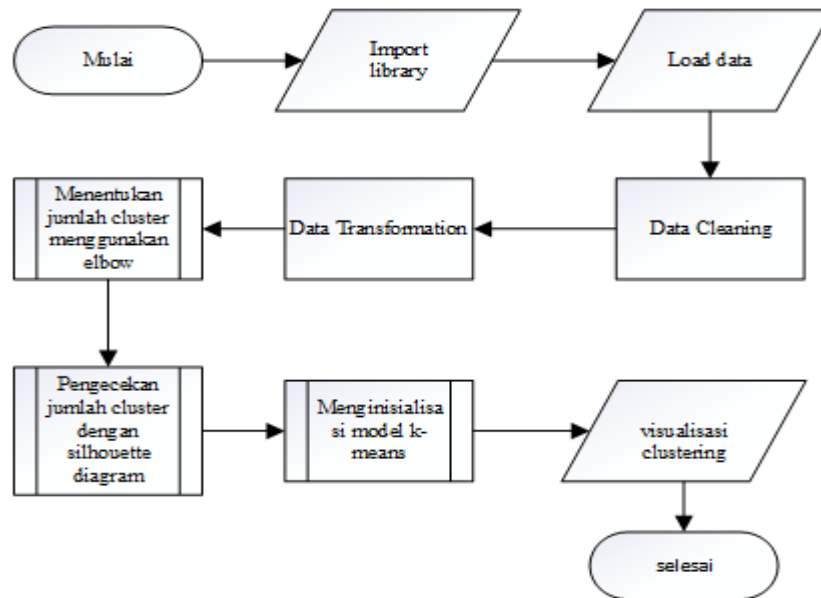 Mulai
Import
library
Load data
Data Cleaning
Data Transformation
Menentukan
jumlah cluster
menggunakan
elbow
Pengecekan
jumlah cluster
dengan
silhouette
diagram
Menginisialisa
si model k-
means
visualisasi
clustering
selesai